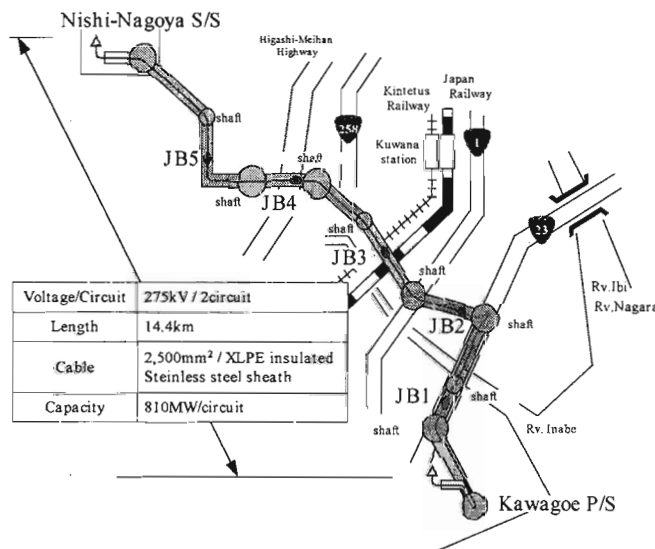 Nishi-Nagoya S/S
Higashi-Meihan
Highway
Kintetus
Railway
Japan
Railway
258
1
Kuwana
station
shaft
JB5
shaft
shaft
JB4
23
shaft
JB3
shaft
Rv.Ibi
Rv.Nagara
Voltage/Circuit 275kV / 2circuit
Length 14.4km
Cable 2,500mm² / XLPE insulated
Steinless steel sheath
Capacity 810MW/circuit
JB2
shaft
JB1
shaft
shaft
Rv. Inabe
Kawagoe P/S